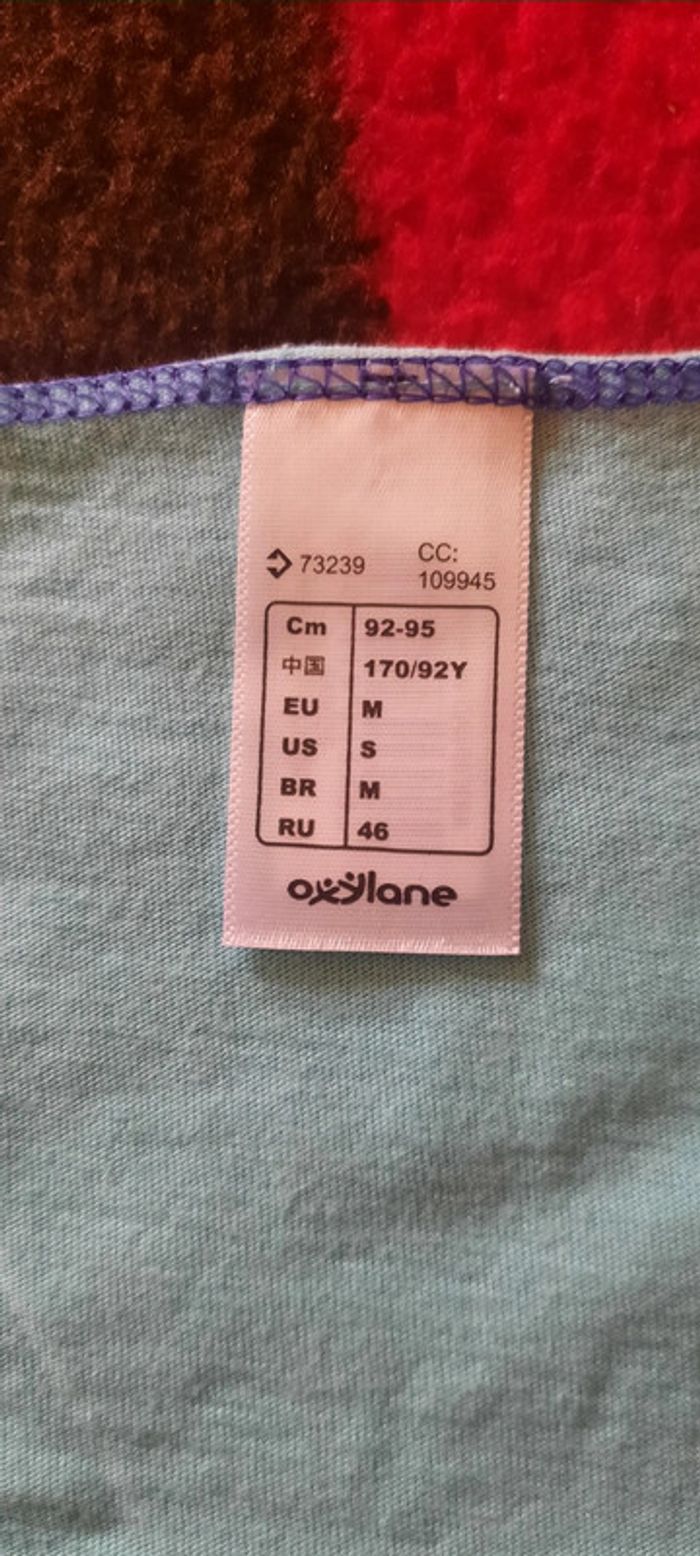 73239 CC:
109945
Cm 92-95
中国 170/92Y
EU M
US S
BR M
RU 46
oxylane